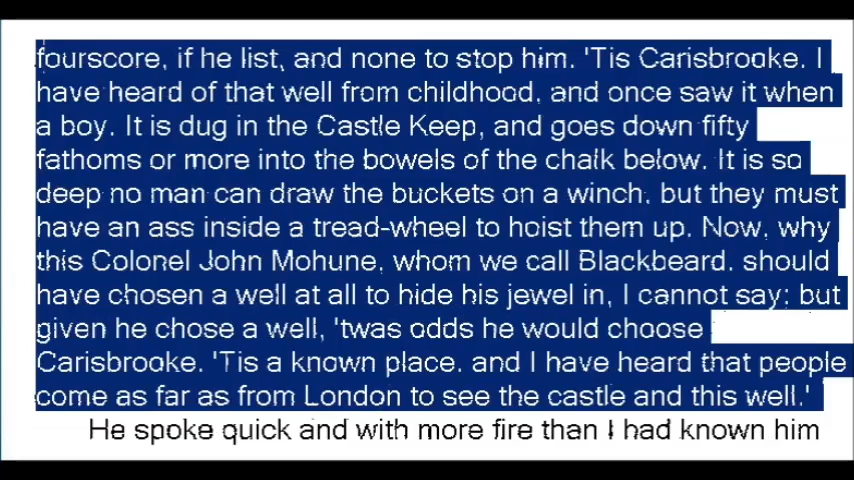 fourscore, if he list, and none to stop him. 'Tis Carisbrooke. I
have heard of that well from childhood, and once saw it when
a boy. It is dug in the Castle Keep, and goes down fifty
fathoms or more into the bowels of the chalk below. It is so
deep no man can draw the buckets on a winch, but they must
have an ass inside a tread-wheel to hoist them up. Now, why
this Colonel John Mohune, whom we call Blackbeard, should
have chosen a well at all to hide his jewel in, I cannot say; but
given he chose a well, 'twas odds he would choose
Carisbrooke. 'Tis a known place, and I have heard that people
come as far as from London to see the castle and this well.'
He spoke quick and with more fire than I had known him